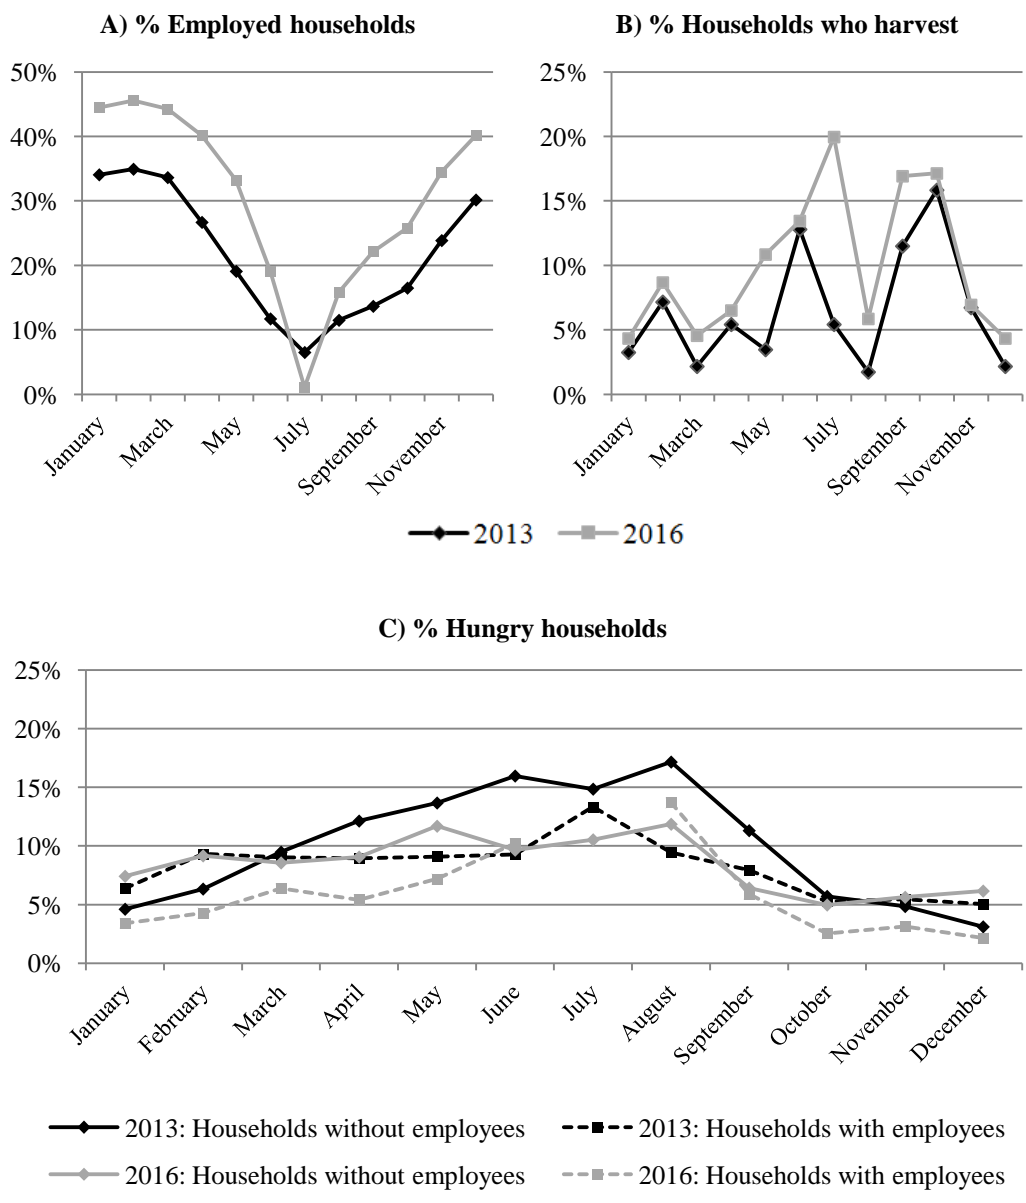 A) % Employed households
B) % Households who harvest
50%
40%
30%
20%
10%
0%
January
March
May
July
September
November
25%
20%
15%
10%
5%
0%
January
March
May
July
September
November
2013
2016
C) % Hungry households
25%
20%
15%
10%
5%
0%
January
February
March
April
May
June
July
August
September
October
November
December
2013: Households without employees
2013: Households with employees
2016: Households without employees
2016: Households with employees